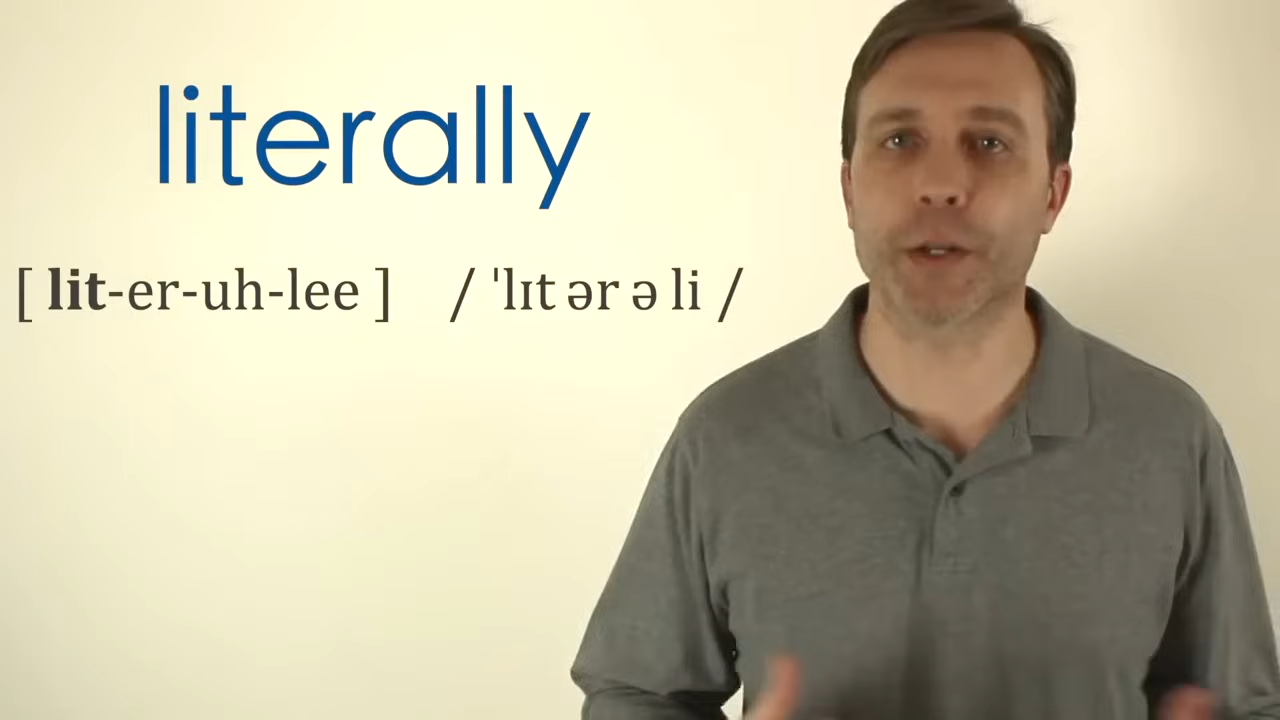 literally
[ lit-er-uh-lee ] / ˈlɪt ər ə li /